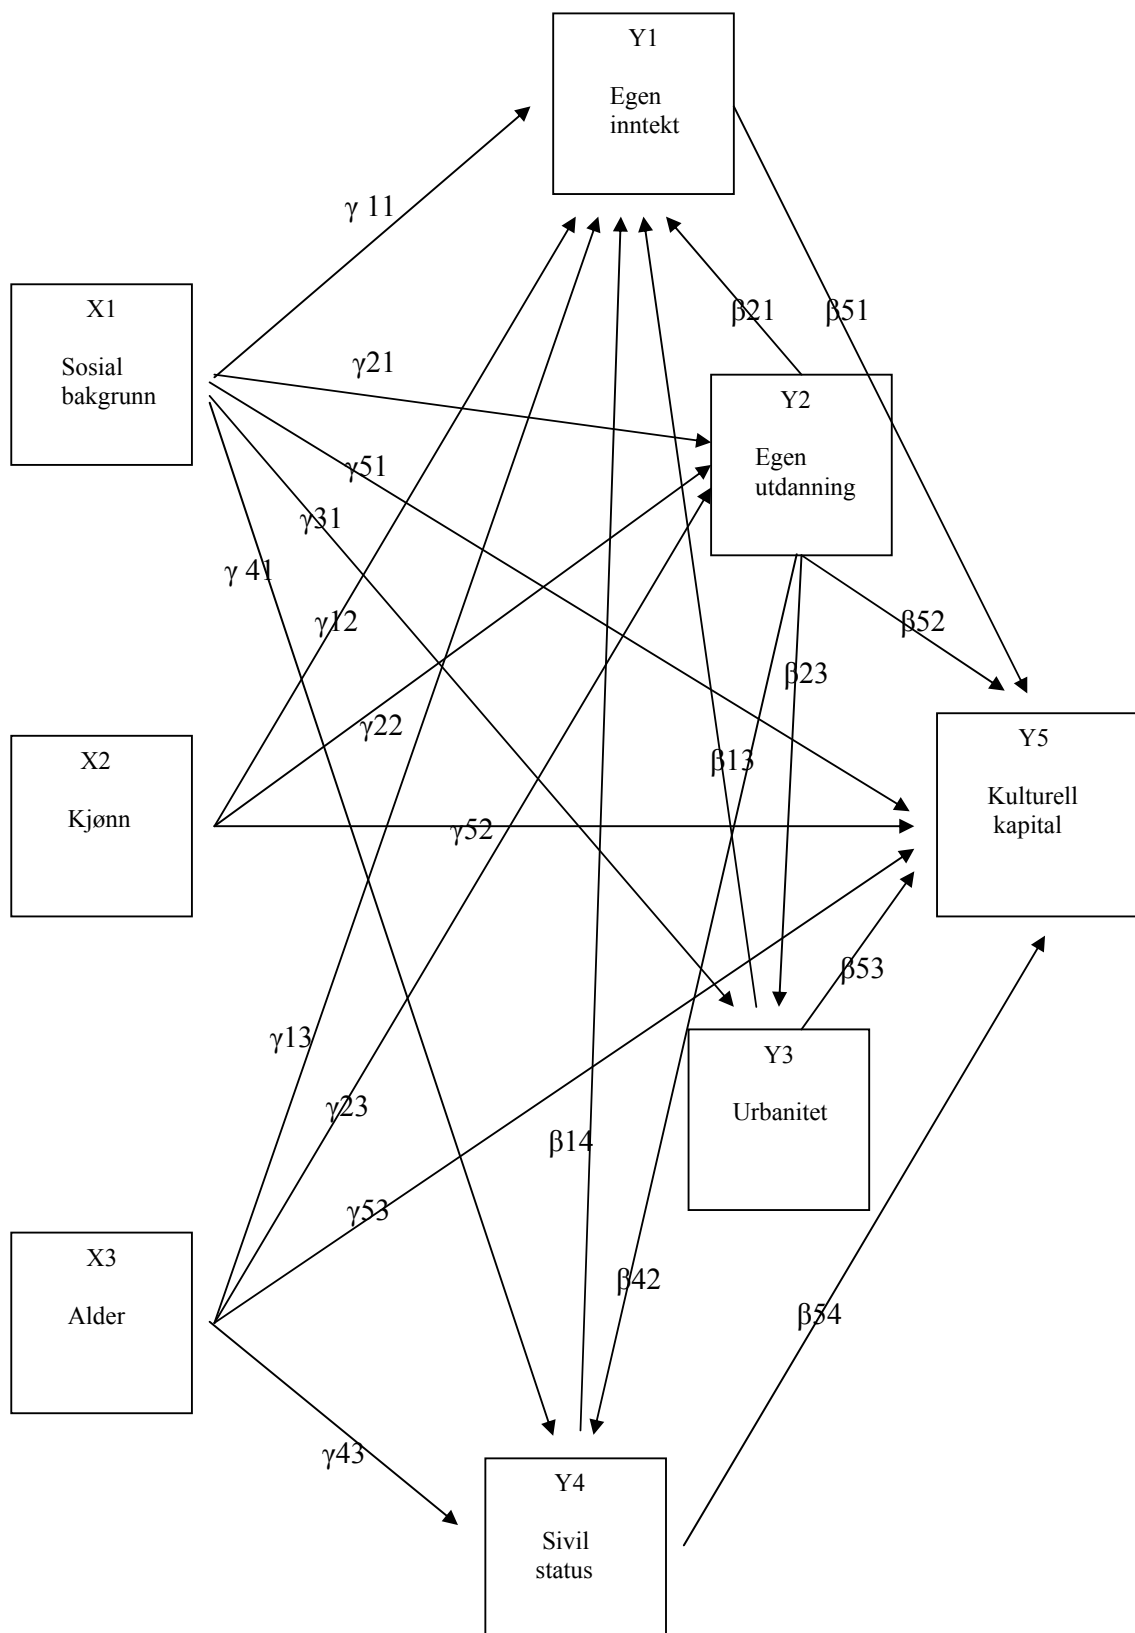 Y1
Egen
inntekt
γ 11
X1
Sosial
bakgrunn
β21
β51
γ21
Y2
Egen
utdanning
γ51
γ31
γ 41
γ12
β52
β23
γ22
β13
X2
Kjønn
γ52
Y5
Kulturell
kapital
β53
γ13
Y3
Urbanitet
γ23
β14
γ53
X3
Alder
β42
β54
γ43
Y4
Sivil
status